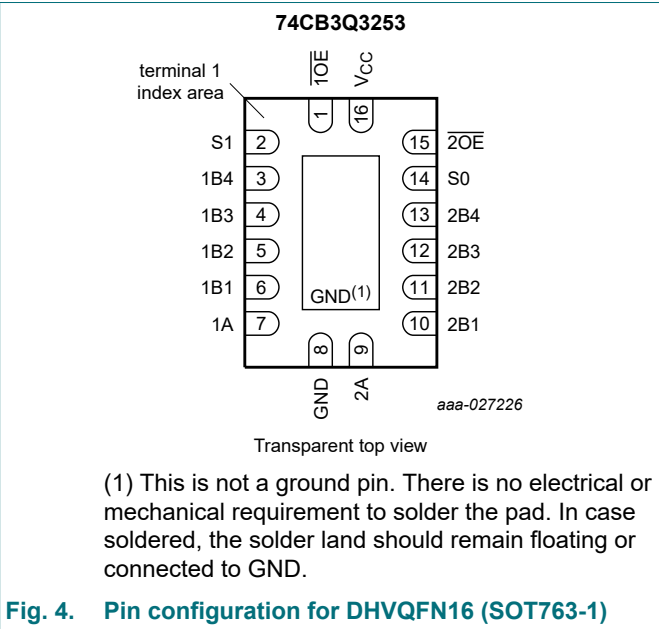 74CB3Q3253
terminal 1
index area
1OE
VCC
1
16
S1 2
15 2OE
1B4 3
14 S0
1B3 4
13 2B4
1B2 5
12 2B3
1B1 6
11 2B2
GND(1)
1A 7
10 2B1
8
9
GND
2A
aaa-027226
Transparent top view
(1) This is not a ground pin. There is no electrical or
mechanical requirement to solder the pad. In case
soldered, the solder land should remain floating or
connected to GND.
Fig. 4. Pin configuration for DHVQFN16 (SOT763-1)